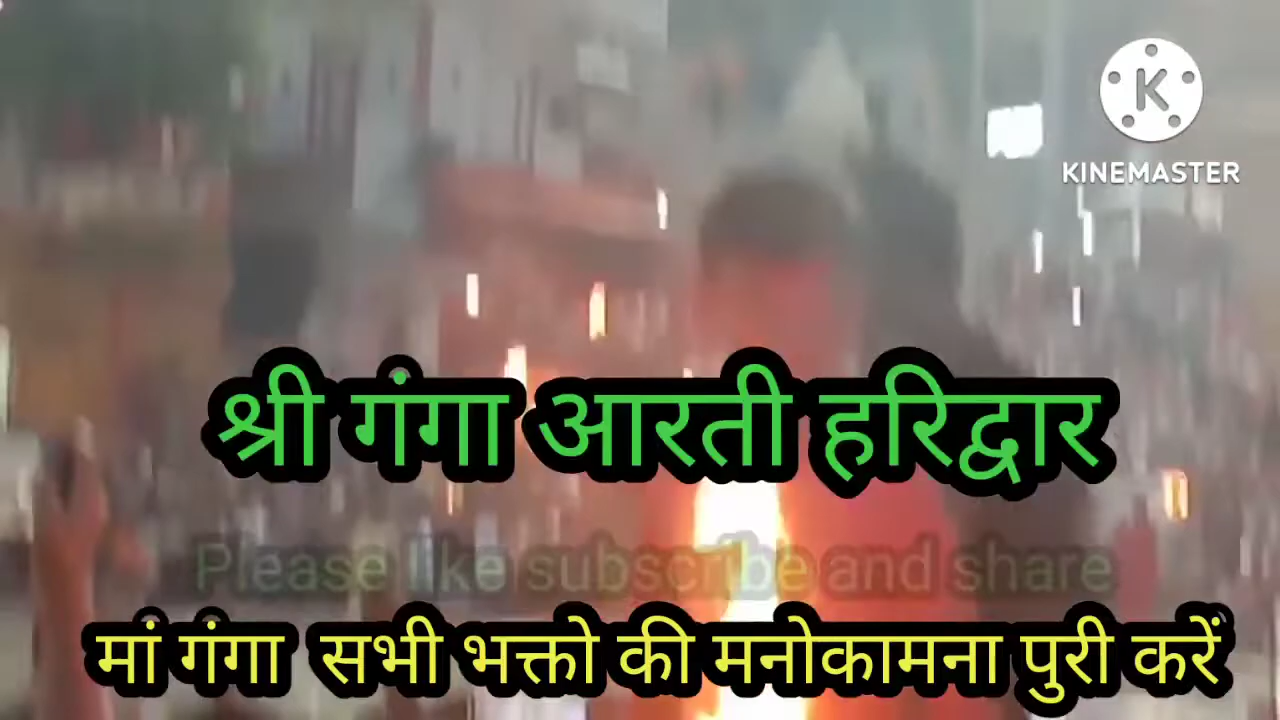 KINEMASTER
श्री गंगा आरती हरिद्वार
Please like subscribe and share
मां गंगा सभी भक्तो की मनोकामना पुरी करें